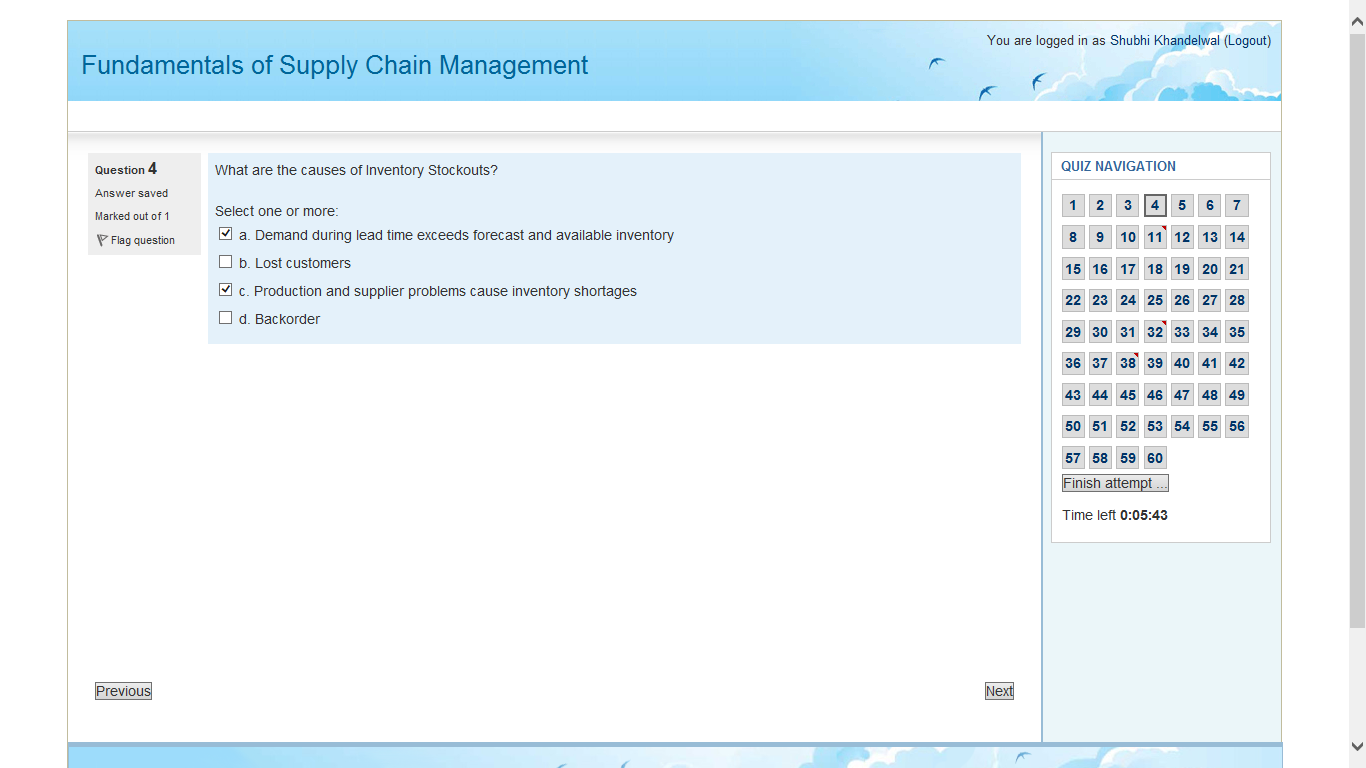 You are logged in as Shubhi Khandelwal (Logout)
Fundamentals of Supply Chain Management
Question 4
Answer saved
Marked out of 1
Flag question
What are the causes of Inventory Stockouts?
Select one or more:
a. Demand during lead time exceeds forecast and available inventory
b. Lost customers
c. Production and supplier problems cause inventory shortages
d. Backorder
Previous
Next
QUIZ NAVIGATION
1 2 3 4 5 6 7
8 9 10 11 12 13 14
15 16 17 18 19 20 21
22 23 24 25 26 27 28
29 30 31 32 33 34 35
36 37 38 39 40 41 42
43 44 45 46 47 48 49
50 51 52 53 54 55 56
57 58 59 60
Finish attempt ...
Time left 0:05:43